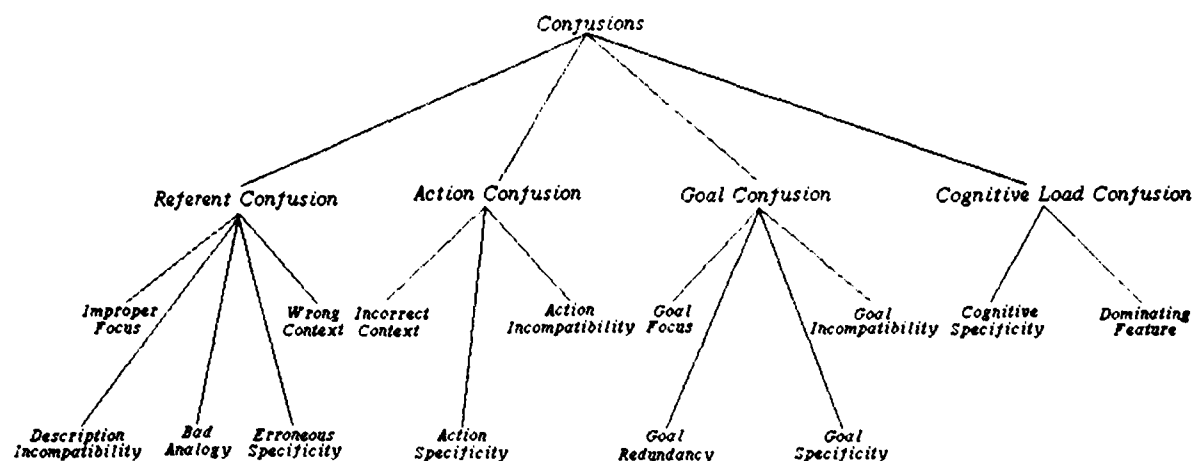 Confusions
Referent Confusion
Action Confusion
Goal Confusion
Cognitive Load Confusion
Improper
Focus
Wrong
Context
Incorrect
Context
Action
Incompatibility
Goal
Focus
Goal
Incompatibility
Cognitive
Specificity
Dominating
Feature
Description
Incompatibility
Bad
Analogy
Erroneous
Specificity
Action
Specificity
Goal
Redundancy
Goal
Specificity